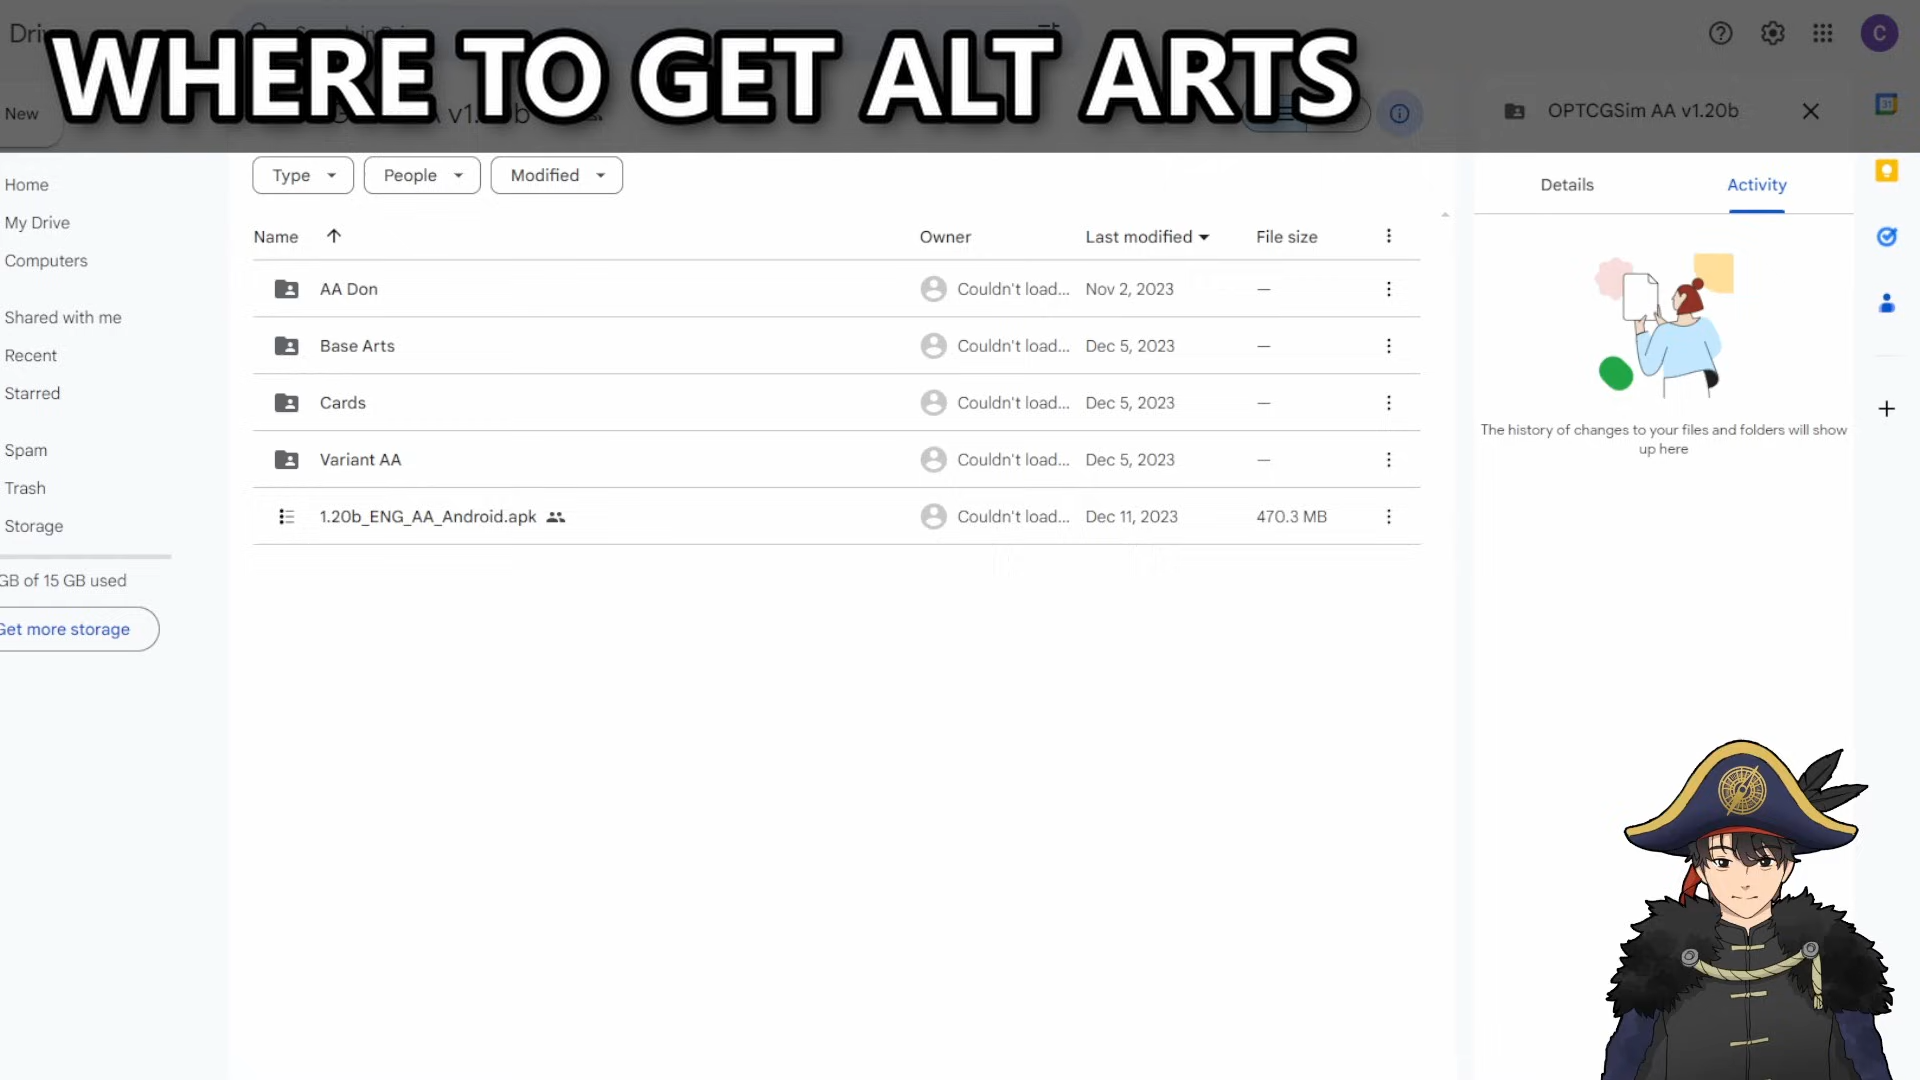 WHERE TO GET ALT ARTS
C
New
OPTCGSim AA v1.20b
Type
People
Modified
Details
Activity
Home
My Drive
Computers
Shared with me
Recent
Starred
Spam
Trash
Storage
GB of 15 GB used
Get more storage
Name
Owner
Last modified
File size
AA Don
Couldn't load...
Nov 2, 2023
—
Base Arts
Couldn't load...
Dec 5, 2023
—
Cards
Couldn't load...
Dec 5, 2023
—
Variant AA
Couldn't load...
Dec 5, 2023
—
1.20b_ENG_AA_Android.apk
Couldn't load...
Dec 11, 2023
470.3 MB
The history of changes to your files and folders will show
up here
31